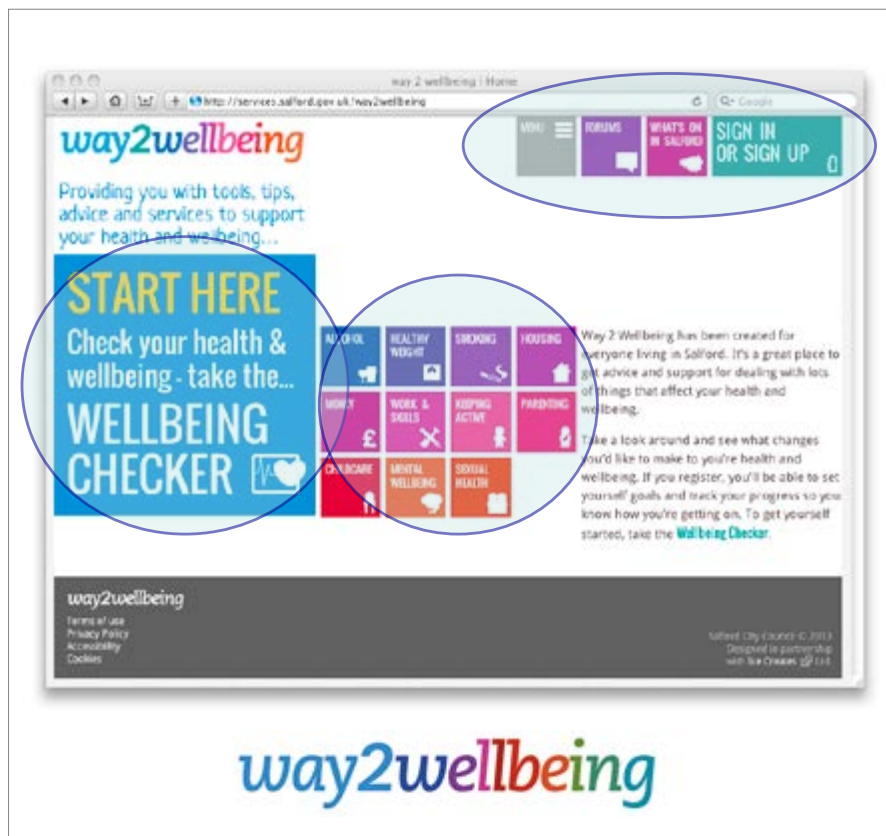 way 2 wellbeing | Home
http://services.salford.gov.uk/way2wellbeing
Google
way2wellbeing
MENU
FORUMS
WHAT'S ON
IN SALFORD
SIGN IN
OR SIGN UP
Providing you with tools, tips,
advice and services to support
your health and wellbeing...
START HERE
Check your health &
wellbeing - take the...
WELLBEING
CHECKER
ALCOHOL
HEALTHY
WEIGHT
SMOKING
HOUSING
MONEY
£
WORK &
SKILLS
KEEPING
ACTIVE
PARENTING
CHILDCARE
MENTAL
WELLBEING
SEXUAL
HEALTH
Way 2 Wellbeing has been created for
everyone living in Salford. It's a great place to
get advice and support for dealing with lots
of things that affect your health and
wellbeing.
Take a look around and see what changes
you'd like to make to you're health and
wellbeing. If you register, you'll be able to set
yourself goals and track your progress so you
know how you're getting on. To get yourself
started, take the Wellbeing Checker.
way2wellbeing
Terms of use
Privacy Policy
Accessibility
Cookies
Salford City Council © 2013
Designed in partnership
with Ice Creates Ltd.
way2wellbeing